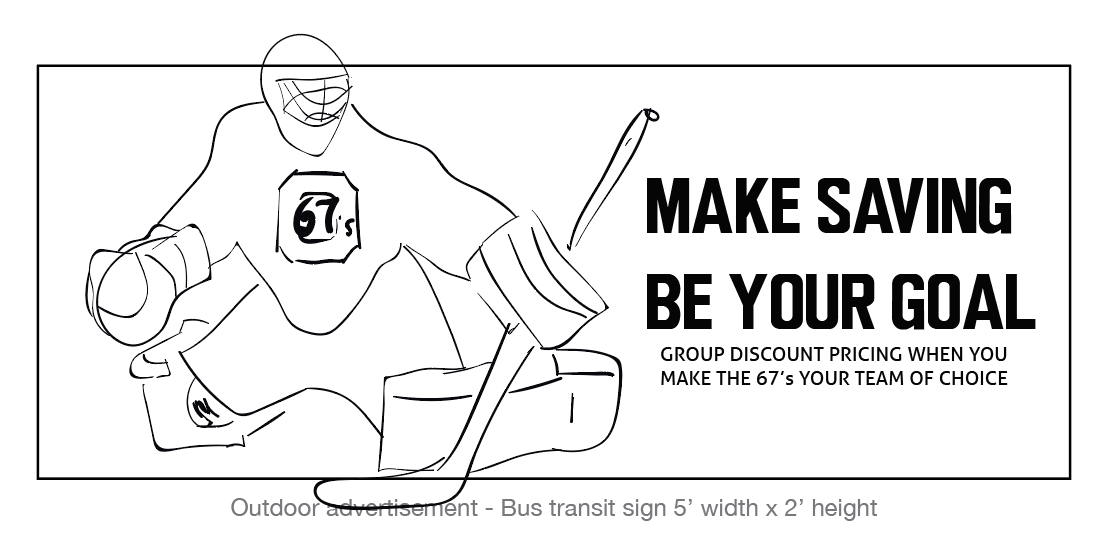 67's
MAKE SAVING
BE YOUR GOAL
GROUP DISCOUNT PRICING WHEN YOU
MAKE THE 67's YOUR TEAM OF CHOICE
Outdoor advertisement - Bus transit sign 5’ width x 2’ height